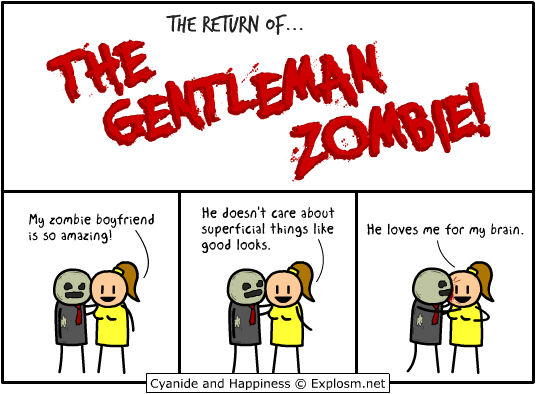 THE RETURN OF...
THE
GENTLEMAN
ZOMBIE!
My zombie boyfriend
is so amazing!
He doesn't care about
superficial things like
good looks.
He loves me for my brain.
Cyanide and Happiness © Explosm.net